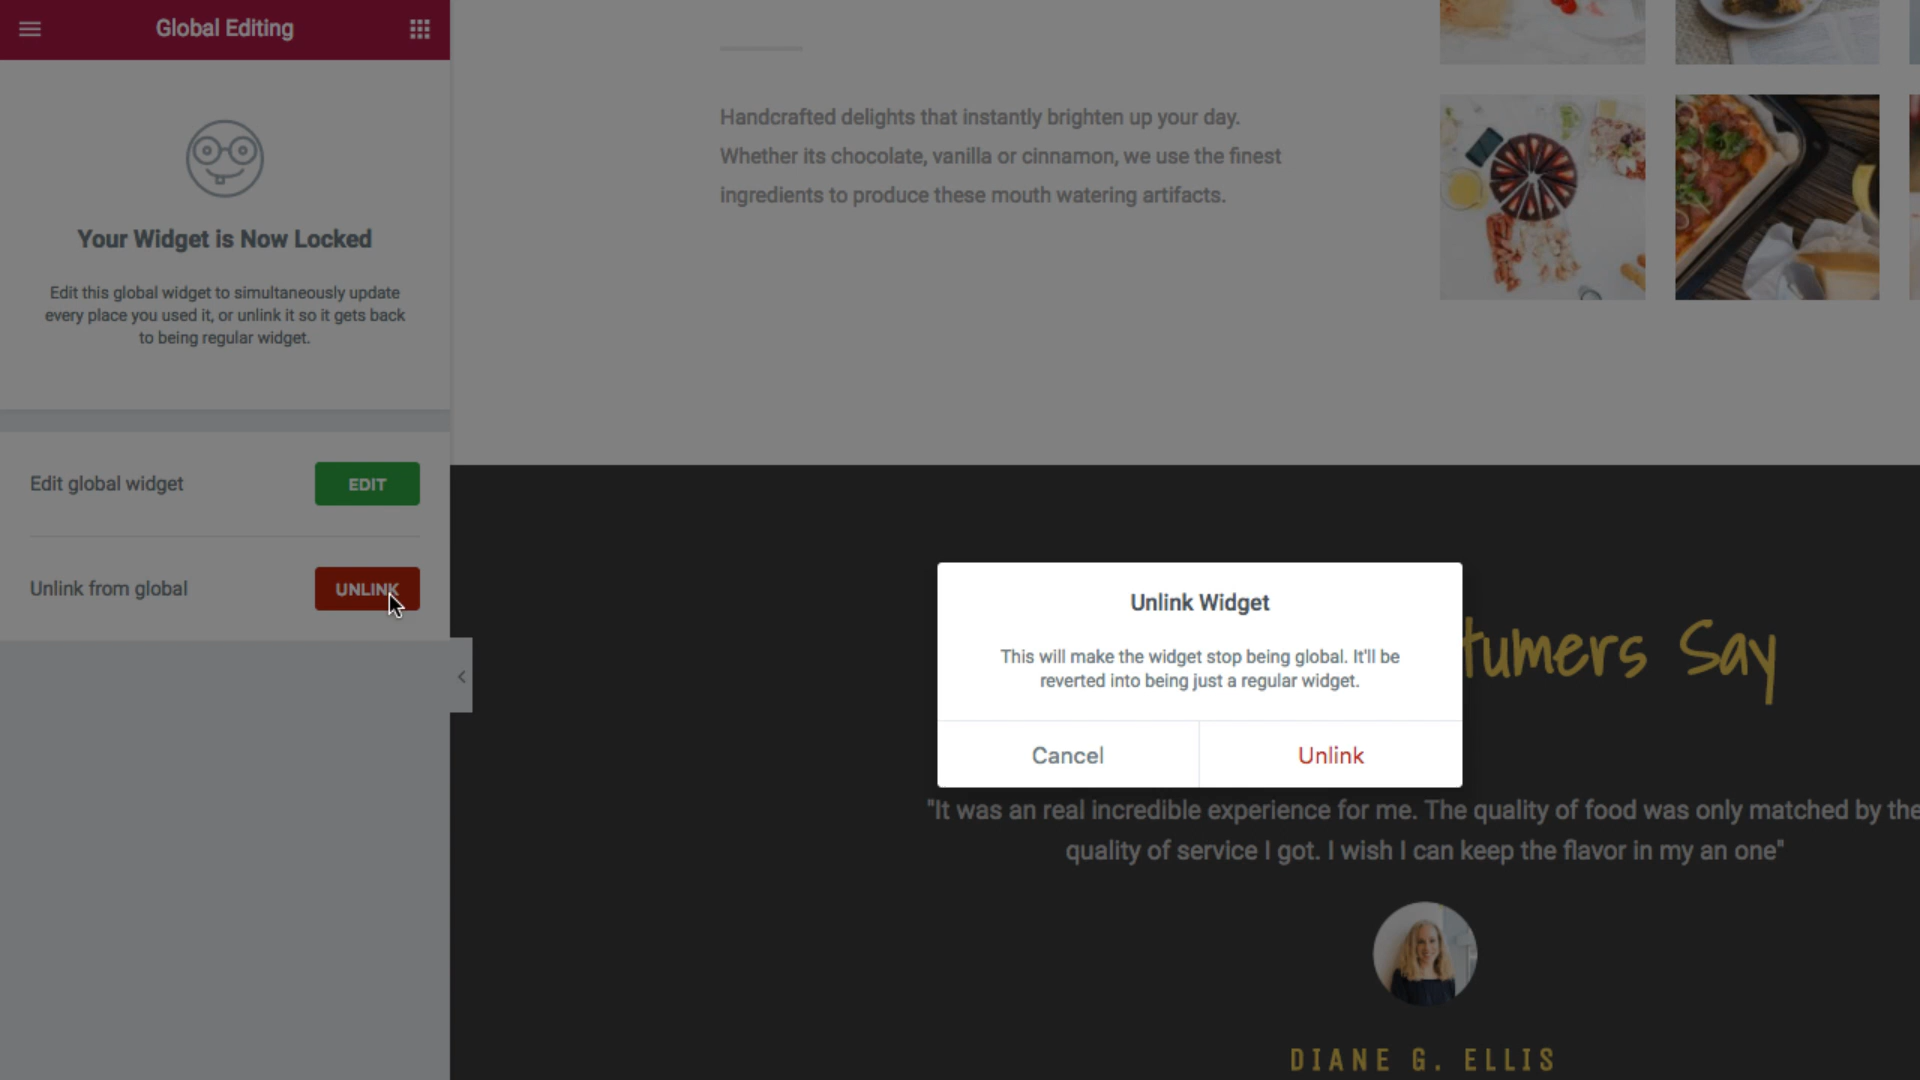 Global Editing
Your Widget is Now Locked
Edit this global widget to simultaneously update
every place you used it, or unlink it so it gets back
to being regular widget.
Edit global widget
EDIT
Unlink from global
UNLINK
Handcrafted delights that instantly brighten up your day.
Whether its chocolate, vanilla or cinnamon, we use the finest
ingredients to produce these mouth watering artifacts.
Unlink Widget
This will make the widget stop being global. It'll be
reverted into being just a regular widget.
Cancel
Unlink
tumers Say
"It was an real incredible experience for me. The quality of food was only matched by the
quality of service I got. I wish I can keep the flavor in my an one"
DIANE G. ELLIS